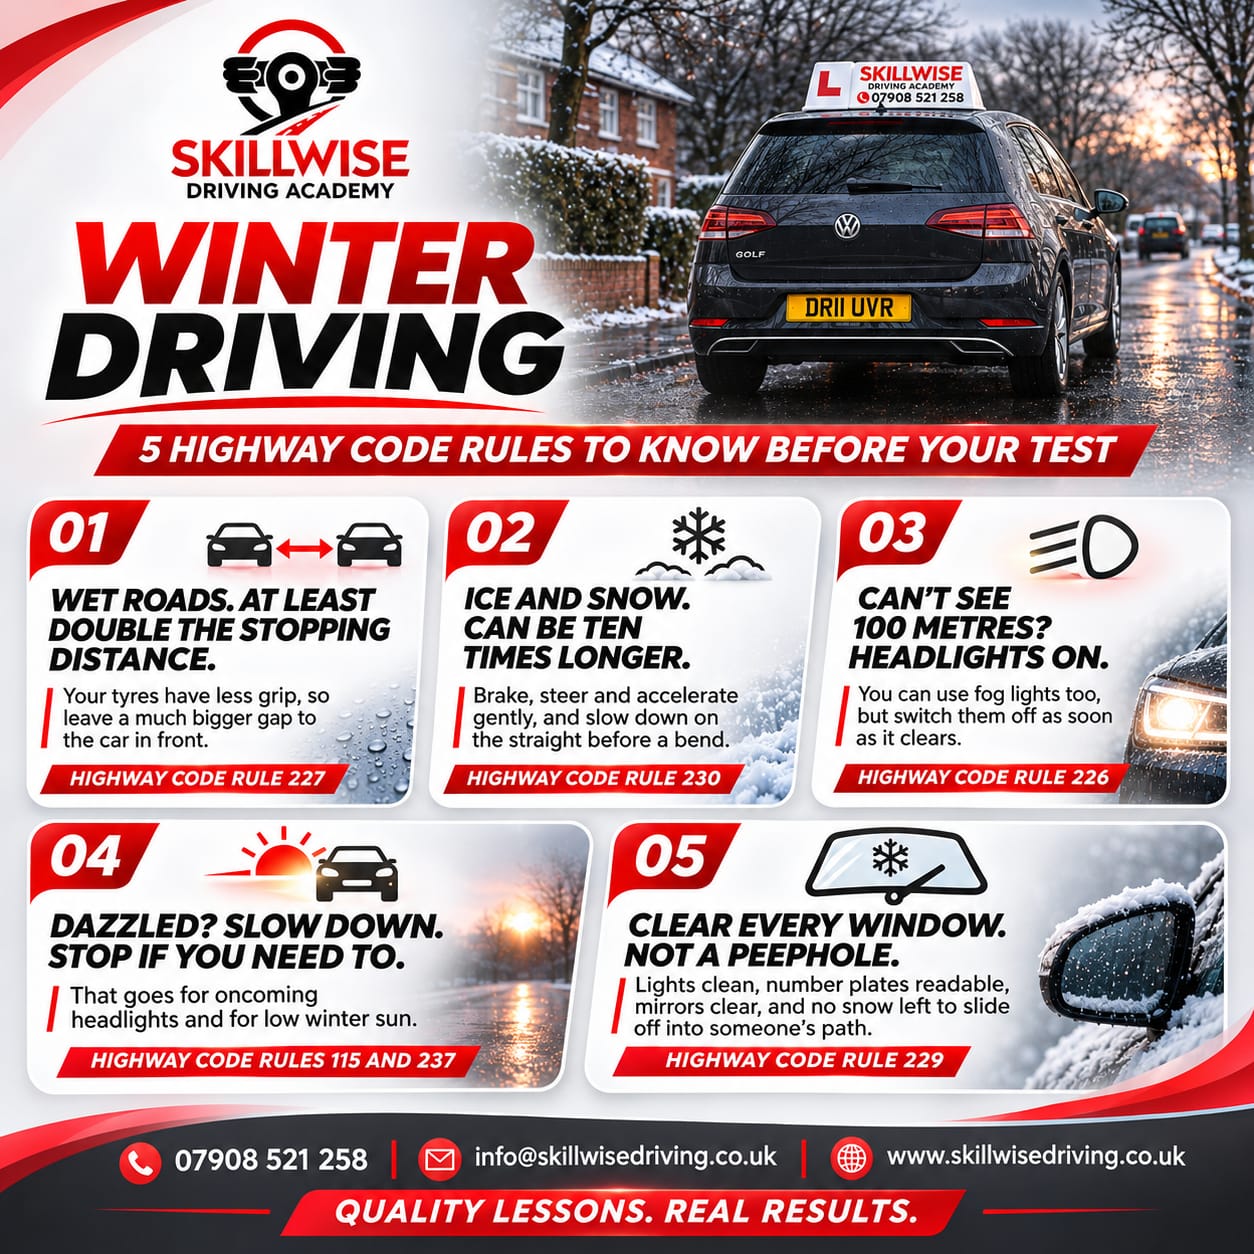 SKILLWISE
DRIVING ACADEMY
WINTER
DRIVING
L SKILLWISE
DRIVING ACADEMY
07908 521 258
GOLF
DR11 UVR
5 HIGHWAY CODE RULES TO KNOW BEFORE YOUR TEST
01
WET ROADS. AT LEAST
DOUBLE THE STOPPING
DISTANCE.
Your tyres have less grip, so
leave a much bigger gap to
the car in front.
HIGHWAY CODE RULE 227
02
ICE AND SNOW.
CAN BE TEN
TIMES LONGER.
Brake, steer and accelerate
gently, and slow down on
the straight before a bend.
HIGHWAY CODE RULE 230
03
CAN'T SEE
100 METRES?
HEADLIGHTS ON.
You can use fog lights too,
but switch them off as soon
as it clears.
HIGHWAY CODE RULE 226
04
DAZZLED? SLOW DOWN.
STOP IF YOU NEED TO.
That goes for oncoming
headlights and for low winter sun.
HIGHWAY CODE RULES 115 AND 237
05
CLEAR EVERY WINDOW.
NOT A PEEPHOLE.
Lights clean, number plates readable,
mirrors clear, and no snow left to slide
off into someone's path.
HIGHWAY CODE RULE 229
07908 521 258
info@skillwisedriving.co.uk
www.skillwisedriving.co.uk
QUALITY LESSONS. REAL RESULTS.